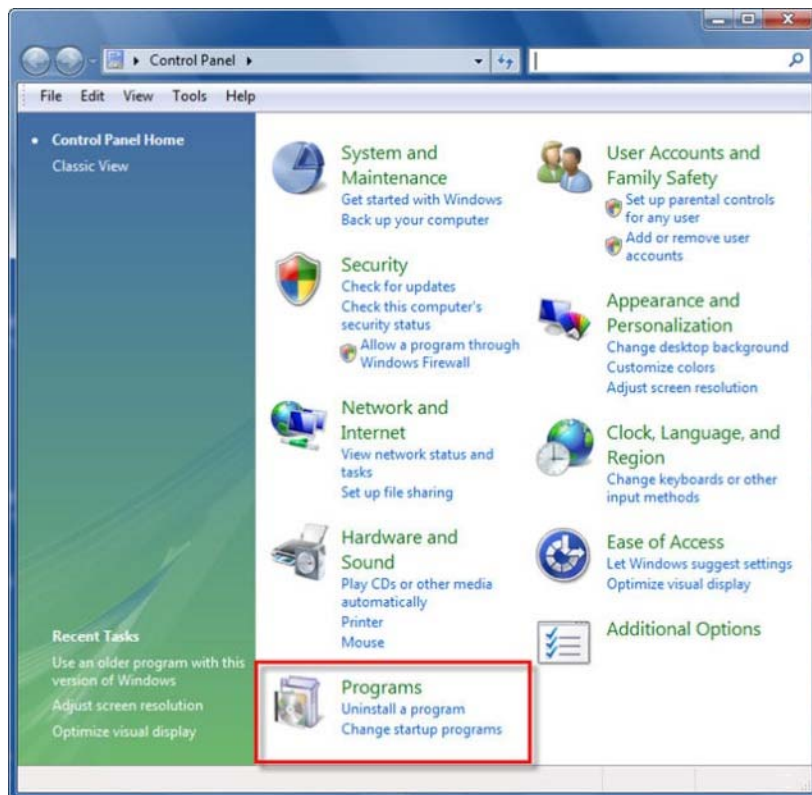 Control Panel
File Edit View Tools Help
Control Panel Home
Classic View
System and
Maintenance
Get started with Windows
Back up your computer
Security
Check for updates
Check this computer's
security status
Allow a program through
Windows Firewall
Network and
Internet
View network status and
tasks
Set up file sharing
Hardware and
Sound
Play CDs or other media
automatically
Printer
Mouse
Programs
Uninstall a program
Change startup programs
User Accounts and
Family Safety
Set up parental controls
for any user
Add or remove user
accounts
Appearance and
Personalization
Change desktop background
Customize colors
Adjust screen resolution
Clock, Language, and
Region
Change keyboards or other
input methods
Ease of Access
Let Windows suggest settings
Optimize visual display
Additional Options
Recent Tasks
Use an older program with this
version of Windows
Adjust screen resolution
Optimize visual display